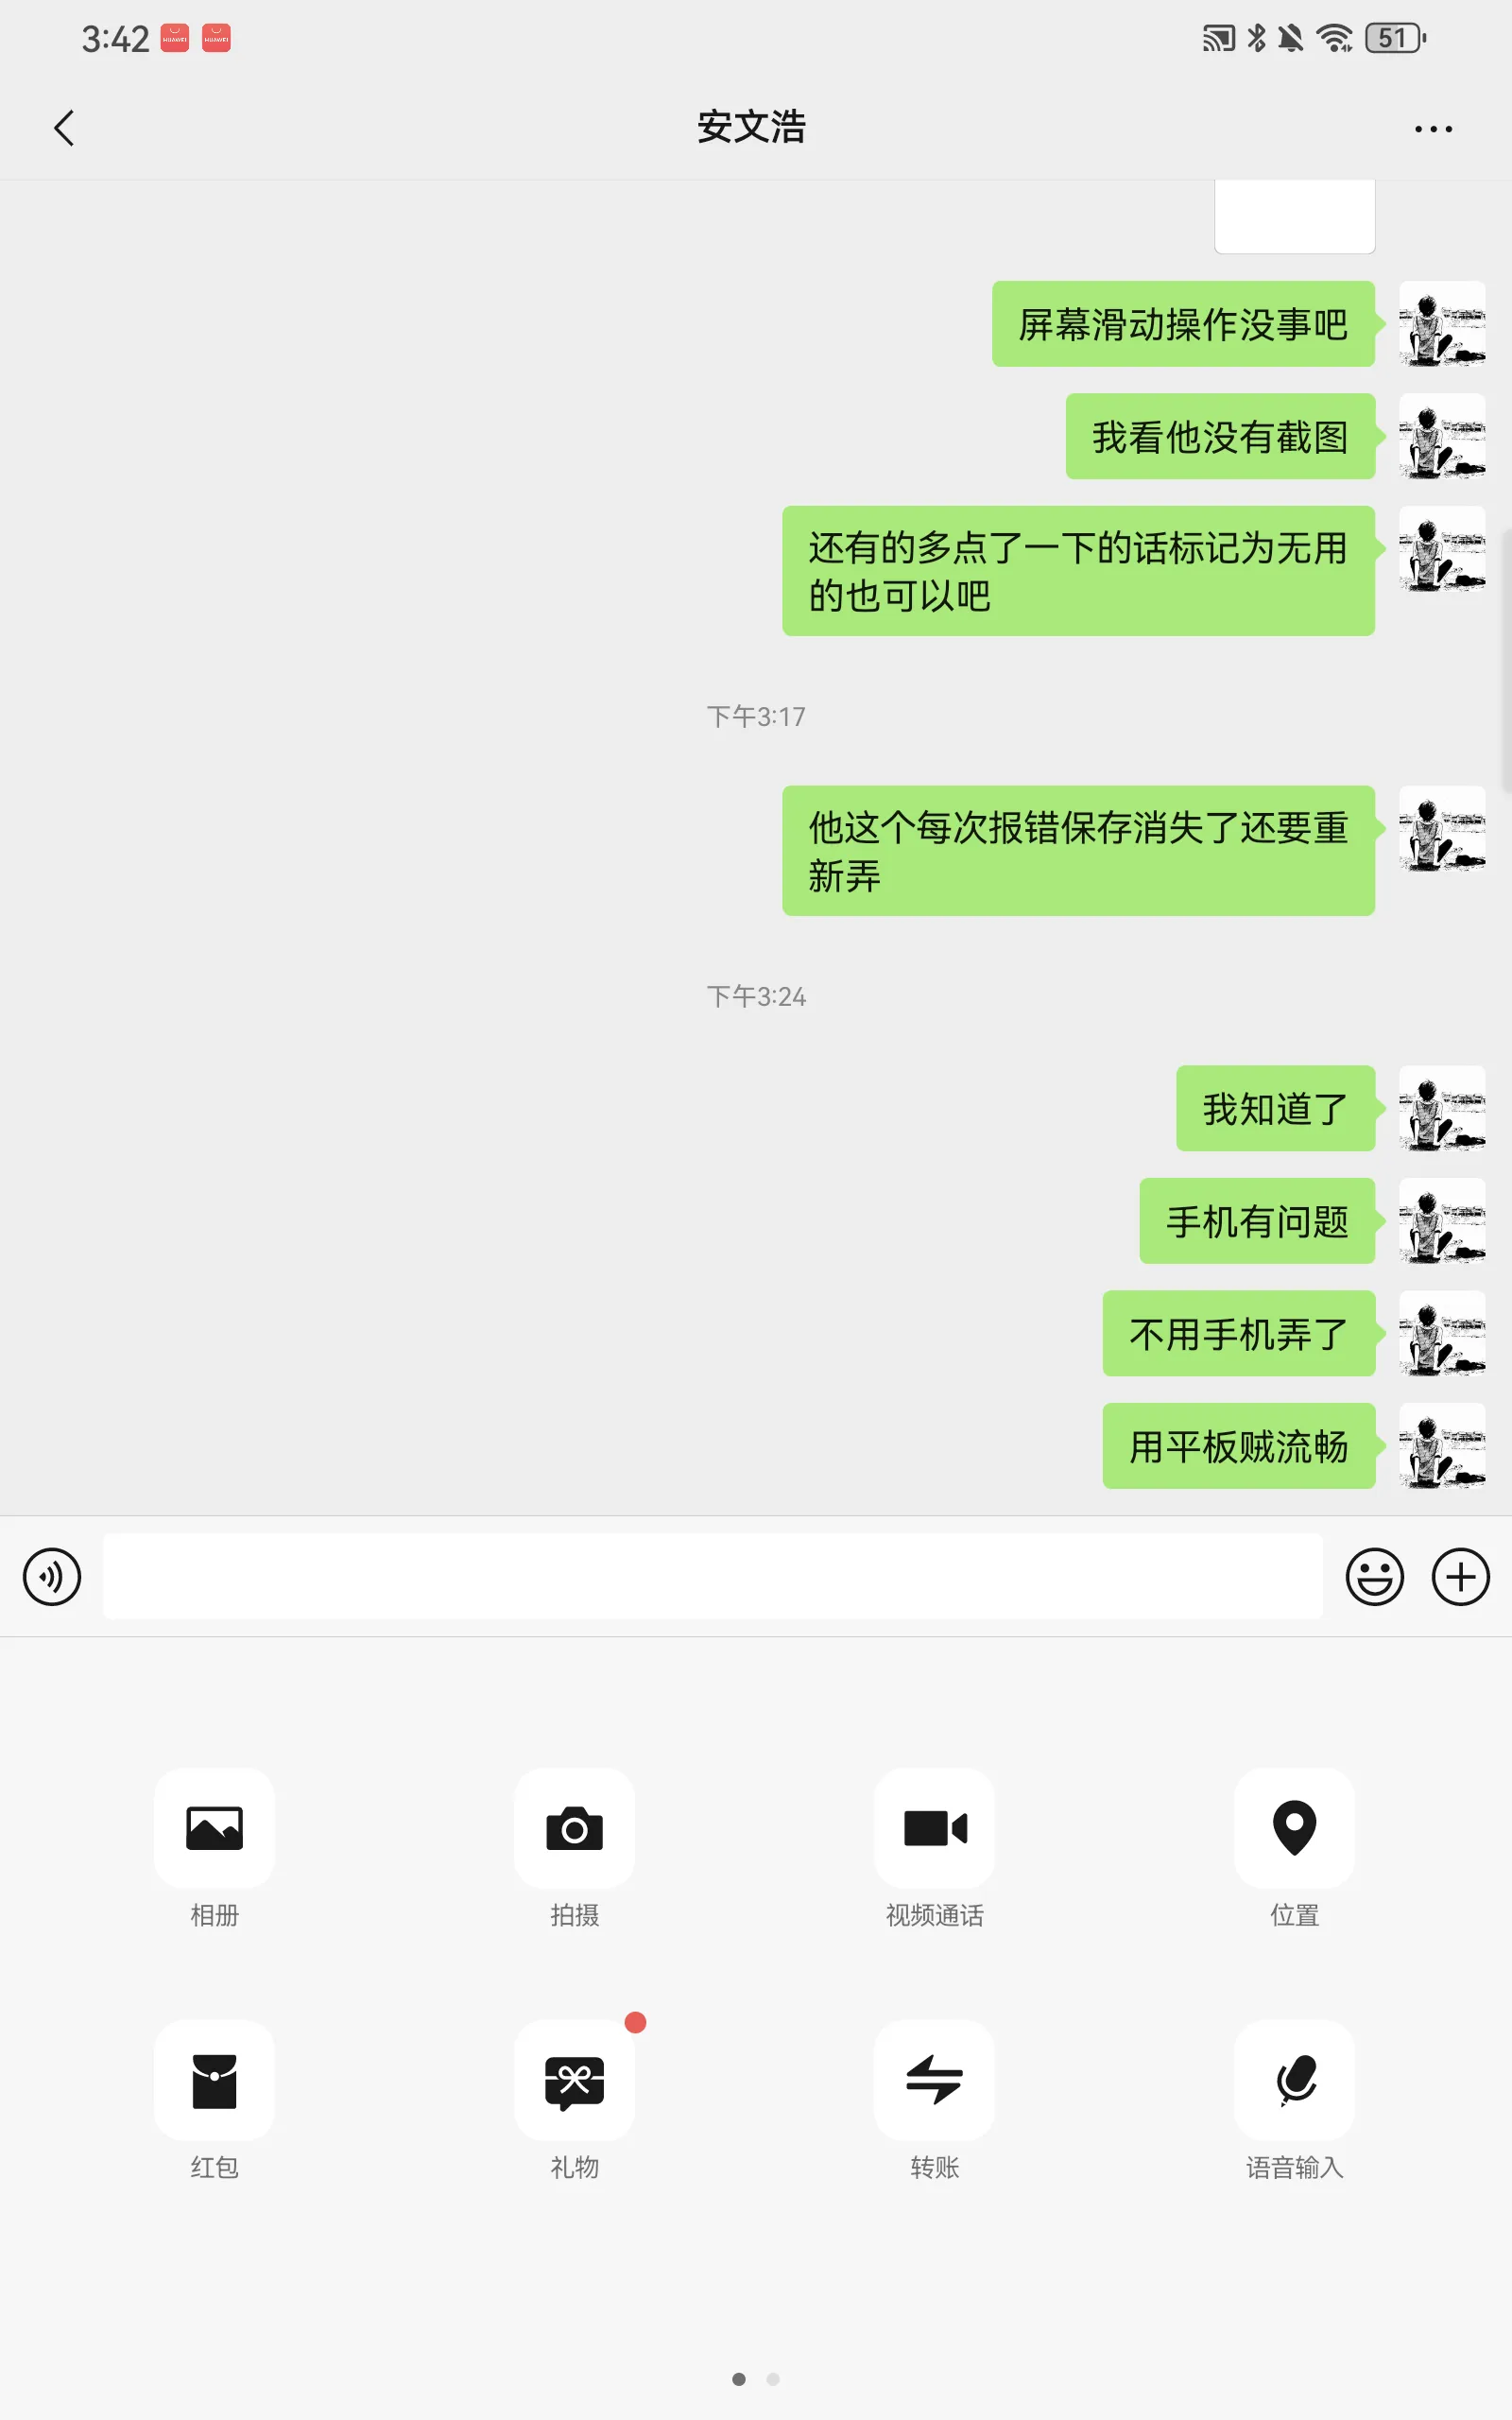 3:42
HUAWEI
HUAWEI
51
安文浩
屏幕滑动操作没事吧
我看他没有截图
还有的多点了一下的话标记为无用
的也可以吧
下午3:17
他这个每次报错保存消失了还要重
新弄
下午3:24
我知道了
手机有问题
不用手机弄了
用平板贼流畅
相册
拍摄
视频通话
位置
红包
礼物
转账
语音输入